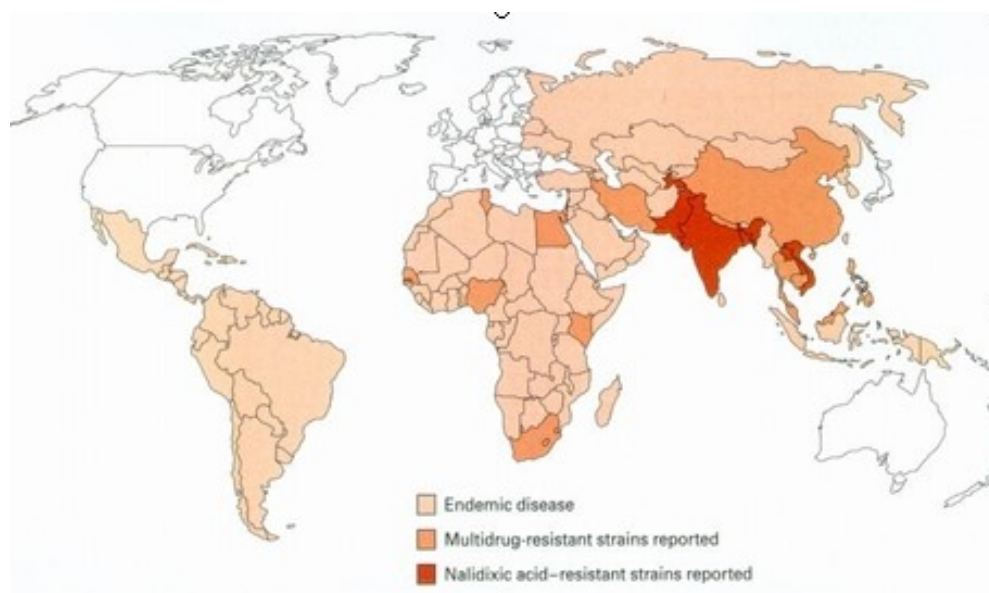 Endemic disease
Multidrug-resistant strains reported
Nalidixic acid–resistant strains reported